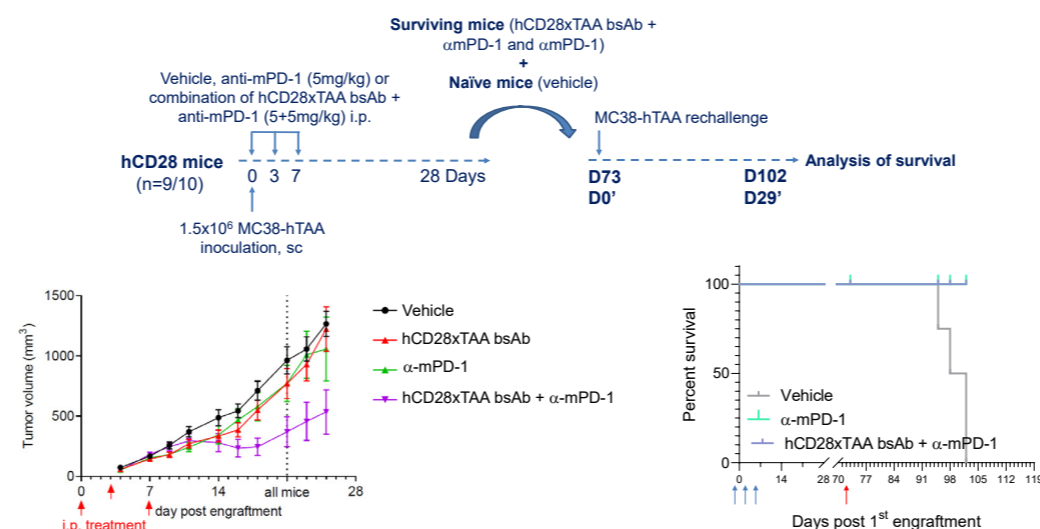 Surviving mice (hCD28xTAA bsAb +
αmPD-1 and αmPD-1)
+
Naïve mice (vehicle)
Vehicle, anti-mPD-1 (5mg/kg) or
combination of hCD28xTAA bsAb +
anti-mPD-1 (5+5mg/kg) i.p.
MC38-hTAA rechallenge
hCD28 mice
(n=9/10)
0 3 7
28 Days
D73
D0’
D102
D29’
Analysis of survival
1.5x10⁶ MC38-hTAA
inoculation, sc
Tumor volume (mm³)
1500
1000
500
0
0 7 14 all mice 28
day post engraftment
i.p. treatment
Vehicle
hCD28xTAA bsAb
α-mPD-1
hCD28xTAA bsAb + α-mPD-1
Percent survival
100
50
0
Vehicle
α-mPD-1
hCD28xTAA bsAb + α-mPD-1
0 14 28 70 77 84 91 98 105 112 119
Days post 1st engraftment